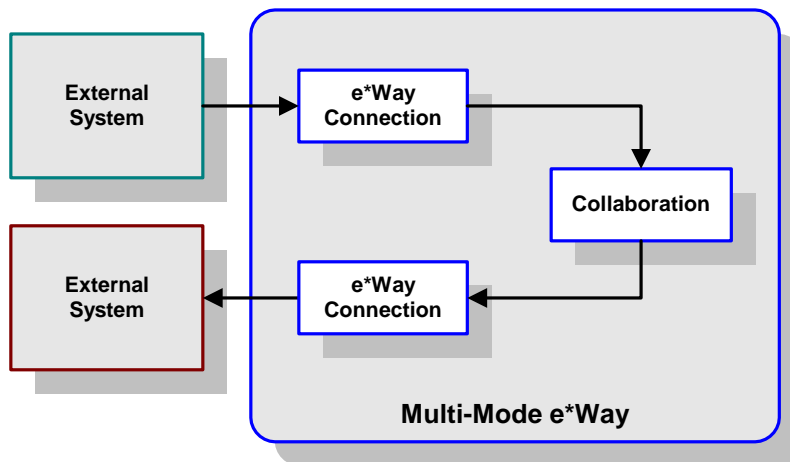 External
System
e*Way
Connection
Collaboration
External
System
e*Way
Connection
Multi-Mode e*Way